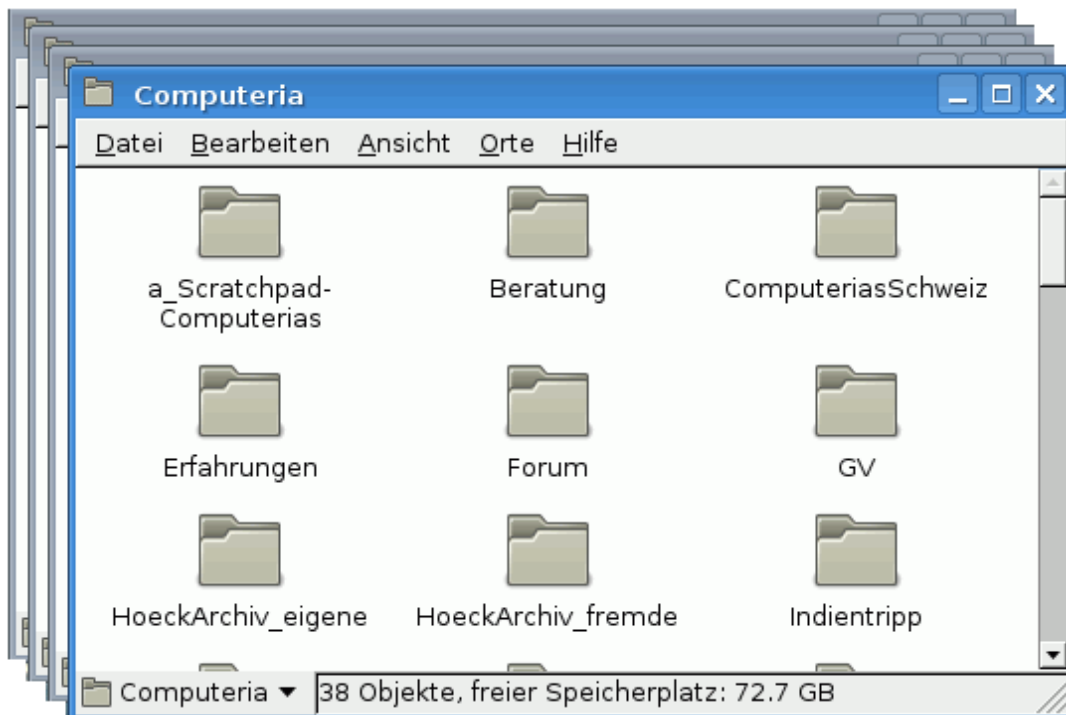 Computeria
Datei Bearbeiten Ansicht Orte Hilfe
a_Scratchpad-
Computerias
Beratung
ComputeriasSchweiz
Erfahrungen
Forum
GV
HoeckArchiv_eigene
HoeckArchiv_fremde
Indientripp
Computeria
38 Objekte, freier Speicherplatz: 72.7 GB